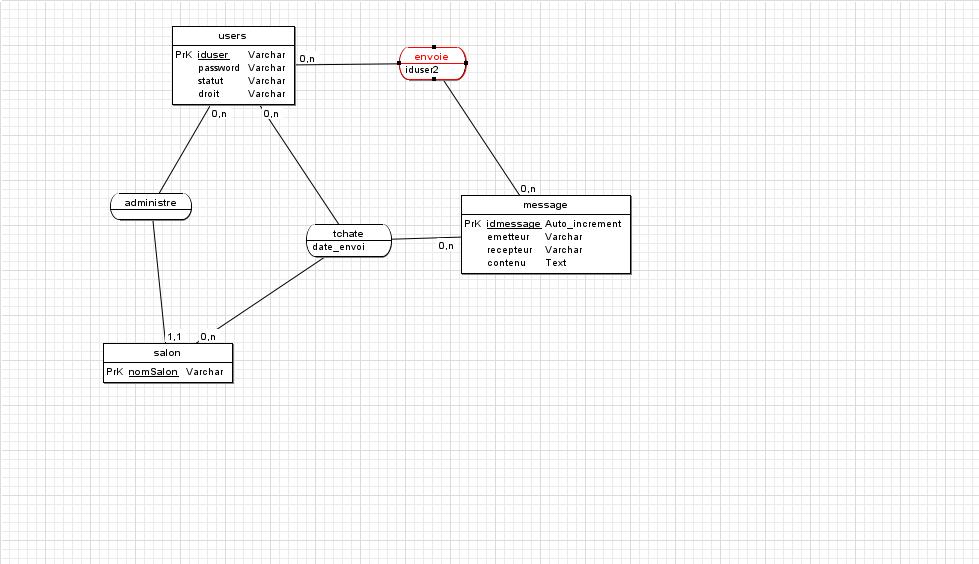 users
PrK iduser Varchar
password Varchar
statut Varchar
droit Varchar
0,n
envoie
iduser2
0,n
0,n
0,n
administre
tchate
date_envoi
0,n
message
PrK idmessage Auto_increment
emetteur Varchar
recepteur Varchar
contenu Text
1,1
0,n
salon
PrK nomSalon Varchar